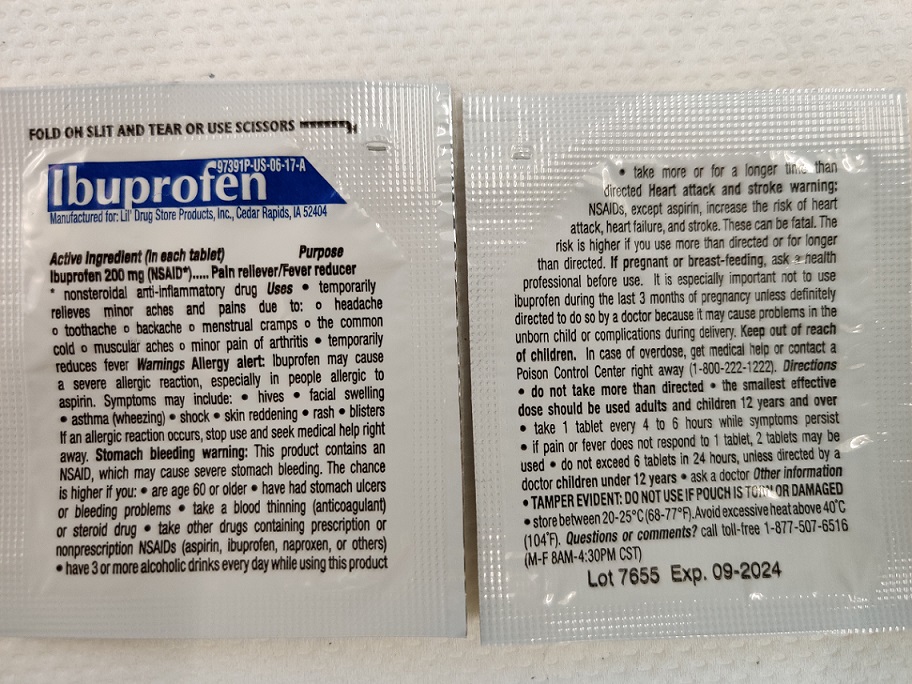 FOLD ON SLIT AND TEAR OR USE SCISSORS
97391P-US-06-17-A
Ibuprofen
Manufactured for: Lil' Drug Store Products, Inc., Cedar Rapids, IA 52404
Active Ingredient (in each tablet) Purpose
Ibuprofen 200 mg (NSAID*)..... Pain reliever/Fever reducer
* nonsteroidal anti-inflammatory drug Uses • temporarily
relieves minor aches and pains due to: o headache
o toothache o backache o menstrual cramps o the common
cold o muscular aches o minor pain of arthritis • temporarily
reduces fever Warnings Allergy alert: Ibuprofen may cause
a severe allergic reaction, especially in people allergic to
aspirin. Symptoms may include: • hives • facial swelling
• asthma (wheezing) • shock • skin reddening • rash • blisters
If an allergic reaction occurs, stop use and seek medical help right
away. Stomach bleeding warning: This product contains an
NSAID, which may cause severe stomach bleeding. The chance
is higher if you: • are age 60 or older • have had stomach ulcers
or bleeding problems • take a blood thinning (anticoagulant)
or steroid drug • take other drugs containing prescription or
nonprescription NSAIDs (aspirin, ibuprofen, naproxen, or others)
• have 3 or more alcoholic drinks every day while using this product
• take more or for a longer time than
directed Heart attack and stroke warning:
NSAIDs, except aspirin, increase the risk of heart
attack, heart failure, and stroke. These can be fatal. The
risk is higher if you use more than directed or for longer
than directed. If pregnant or breast-feeding, ask a health
professional before use. It is especially important not to use
ibuprofen during the last 3 months of pregnancy unless definitely
directed to do so by a doctor because it may cause problems in the
unborn child or complications during delivery. Keep out of reach
of children. In case of overdose, get medical help or contact a
Poison Control Center right away (1-800-222-1222). Directions
• do not take more than directed • the smallest effective
dose should be used adults and children 12 years and over
• take 1 tablet every 4 to 6 hours while symptoms persist
• if pain or fever does not respond to 1 tablet, 2 tablets may be
used • do not exceed 6 tablets in 24 hours, unless directed by a
doctor children under 12 years • ask a doctor Other information
• TAMPER EVIDENT: DO NOT USE IF POUCH IS TORN OR DAMAGED
• store between 20-25°C (68-77°F). Avoid excessive heat above 40°C
(104°F). Questions or comments? call toll-free 1-877-507-6516
(M-F 8AM-4:30PM CST)
Lot 7655 Exp. 09-2024